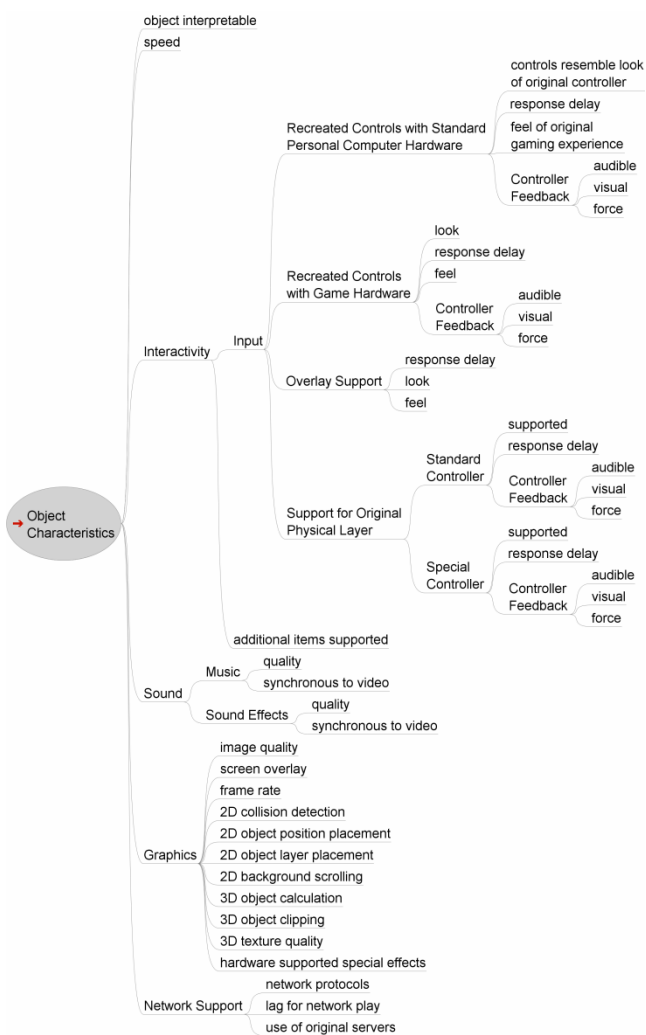 object interpretable
speed
controls resemble look
of original controller
response delay
feel of original
gaming experience
Recreated Controls with Standard
Personal Computer Hardware
Controller
Feedback
audible
visual
force
look
response delay
feel
Recreated Controls
with Game Hardware
Controller
Feedback
audible
visual
force
Interactivity
Input
Overlay Support
response delay
look
feel
Support for Original
Physical Layer
Standard
Controller
supported
response delay
Controller
Feedback
audible
visual
force
Special
Controller
supported
response delay
Controller
Feedback
audible
visual
force
Object
Characteristics
additional items supported
Sound
Music
quality
synchronous to video
Sound Effects
quality
synchronous to video
Graphics
image quality
screen overlay
frame rate
2D collision detection
2D object position placement
2D object layer placement
2D background scrolling
3D object calculation
3D object clipping
3D texture quality
hardware supported special effects
Network Support
network protocols
lag for network play
use of original servers